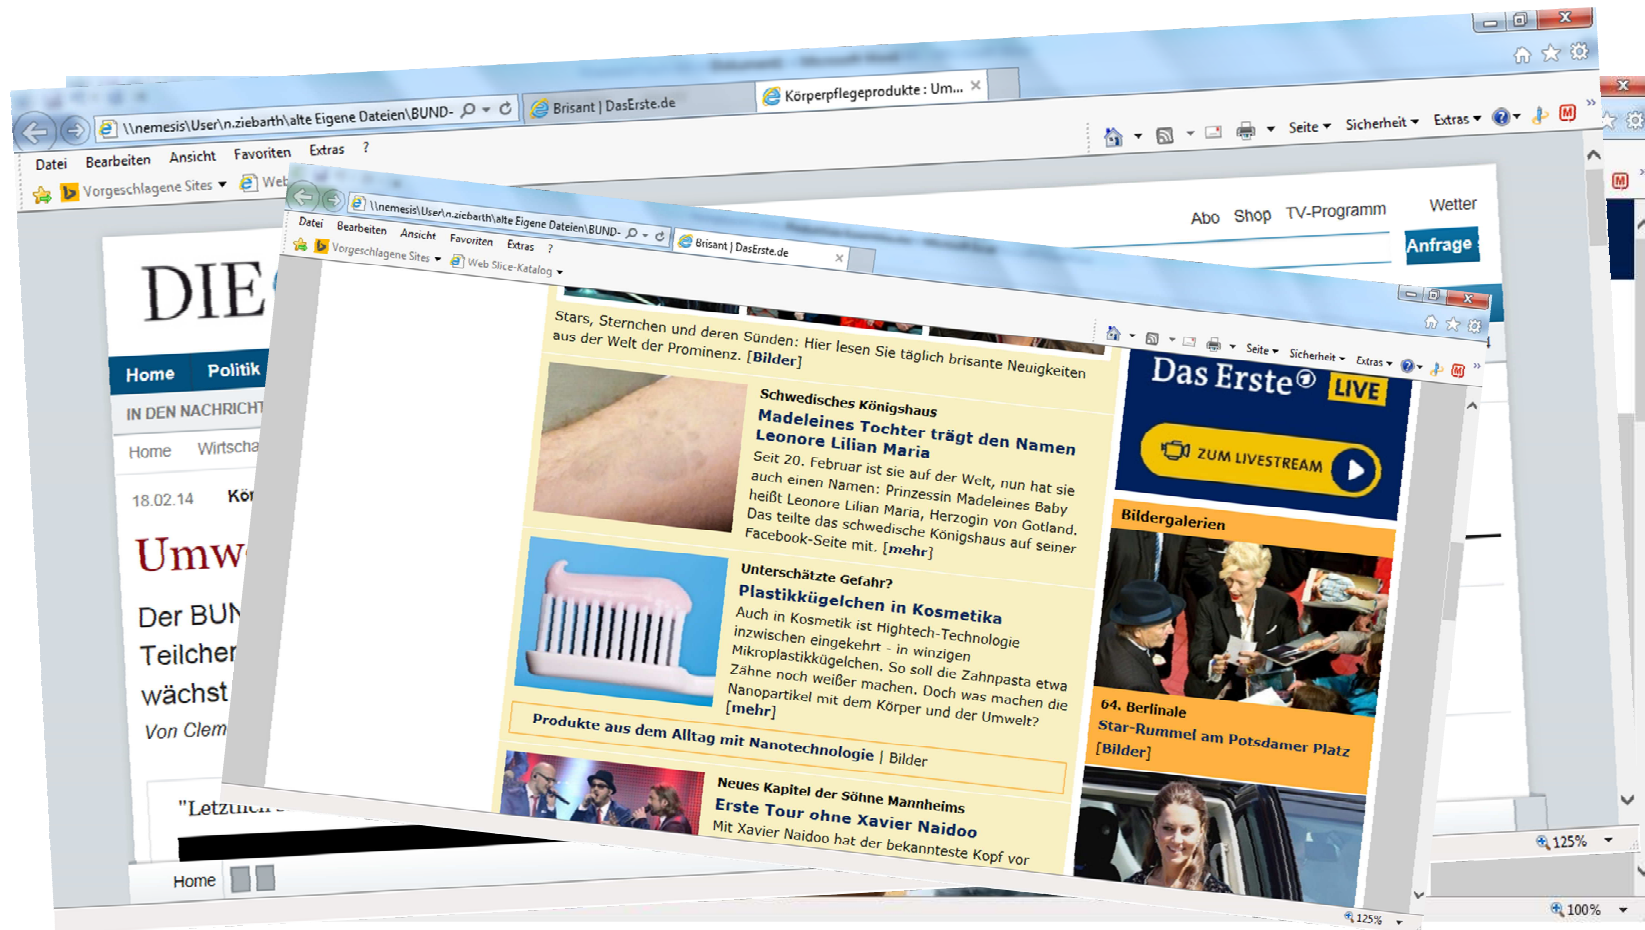 \\nemesis\User\n.ziebarth\alte Eigene Dateien\BUND-
Brisant | DasErste.de
Körperpflegeprodukte : Um...
Datei Bearbeiten Ansicht Favoriten Extras ?
Vorgeschlagene Sites
Web
Seite Sicherheit Extras
Abo Shop TV-Programm Wetter
Anfrage
DIE
Home Politik
IN DEN NACHRICHT
Home Wirtscha
18.02.14 Kör
Umw
Der BUN
Teilcher
wächst
Von Clem
Home
125%
100%
\\nemesis\User\n.ziebarth\alte Eigene Dateien\BUND-
Brisant | DasErste.de
Datei Bearbeiten Ansicht Favoriten Extras ?
Vorgeschlagene Sites Web Slice-Katalog
Seite Sicherheit Extras
Stars, Sternchen und deren Sünden: Hier lesen Sie täglich brisante Neuigkeiten
aus der Welt der Prominenz. [Bilder]
Schwedisches Königshaus
Madeleines Tochter trägt den Namen
Leonore Lilian Maria
Seit 20. Februar ist sie auf der Welt, nun hat sie
auch einen Namen: Prinzessin Madeleines Baby
heißt Leonore Lilian Maria, Herzogin von Gotland.
Das teilte das schwedische Königshaus auf seiner
Facebook-Seite mit. [mehr]
Unterschätzte Gefahr?
Plastikkügelchen in Kosmetika
Auch in Kosmetik ist Hightech-Technologie
inzwischen eingekehrt - in winzigen
Mikroplastikkügelchen. So soll die Zahnpasta etwa
Zähne noch weißer machen. Doch was machen die
Nanopartikel mit dem Körper und der Umwelt?
[mehr]
Produkte aus dem Alltag mit Nanotechnologie | Bilder
Neues Kapitel der Söhne Mannheims
Erste Tour ohne Xavier Naidoo
Mit Xavier Naidoo hat der bekannteste Kopf vor
Das Erste LIVE
ZUM LIVESTREAM
Bildergalerien
64. Berlinale
Star-Rummel am Potsdamer Platz
[Bilder]
125%